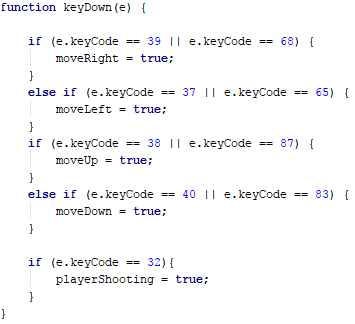 function keyDown(e) {
if (e.keyCode == 39 || e.keyCode == 68) {
moveRight = true;
}
else if (e.keyCode == 37 || e.keyCode == 65) {
moveLeft = true;
}
if (e.keyCode == 38 || e.keyCode == 87) {
moveUp = true;
}
else if (e.keyCode == 40 || e.keyCode == 83) {
moveDown = true;
}
if (e.keyCode == 32){
playerShooting = true;
}
}